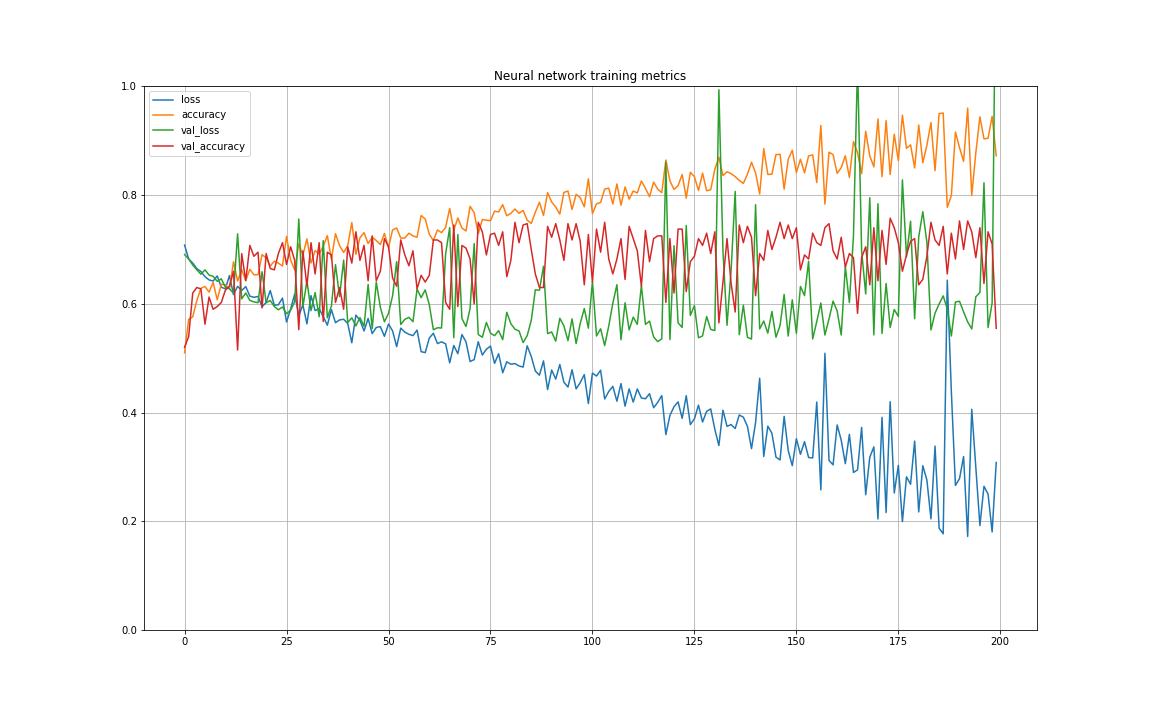 Neural network training metrics
loss
accuracy
val_loss
val_accuracy
1.0
0.8
0.6
0.4
0.2
0.0
0 25 50 75 100 125 150 175 200